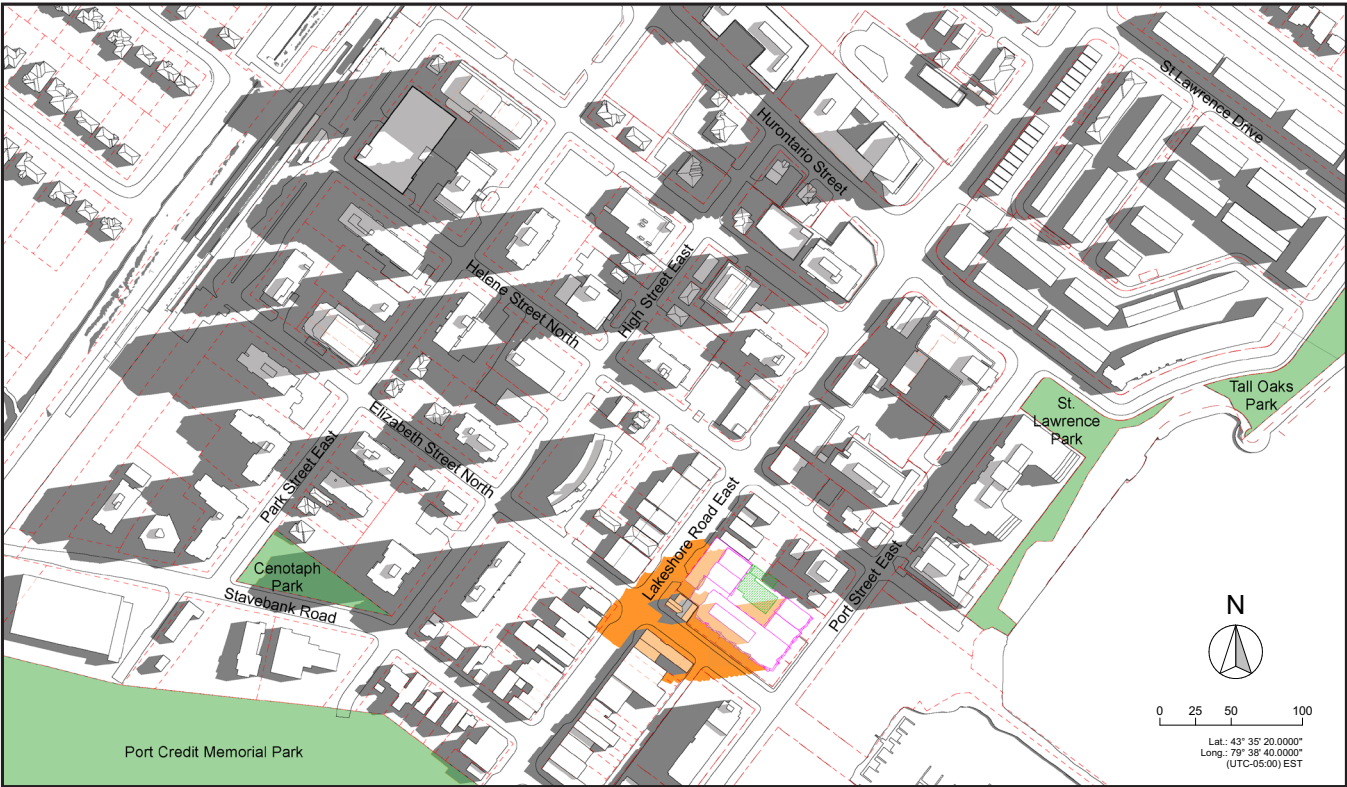 St Lawrence Drive
Hurontario Street
High Street East
Helene Street North
Tall Oaks
Park
St.
Lawrence
Park
Elizabeth Street North
Park Street East
Lakeshore Road East
Port Street East
Cenotaph
Park
Stavebank Road
N
0 25 50 100
Lat.: 43° 35' 20.0000"
Long.: 79° 38' 40.0000"
(UTC-05:00) EST
Port Credit Memorial Park